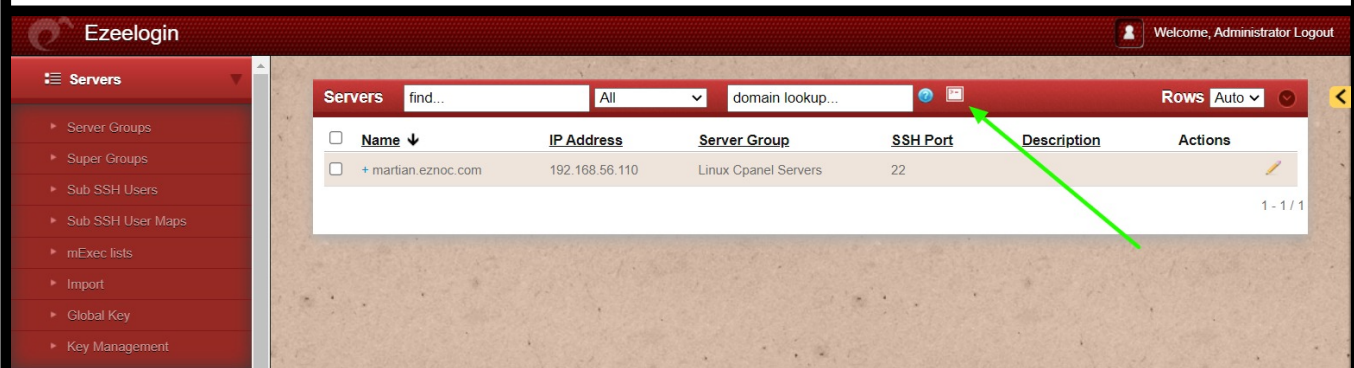 Ezeelogin
Welcome, Administrator Logout
Servers
Server Groups
Super Groups
Sub SSH Users
Sub SSH User Maps
mExec lists
Import
Global Key
Key Management
Servers find... All domain lookup... Rows Auto
Name IP Address Server Group SSH Port Description Actions
+ martian.eznoc.com 192.168.56.110 Linux Cpanel Servers 22
1 - 1 / 1